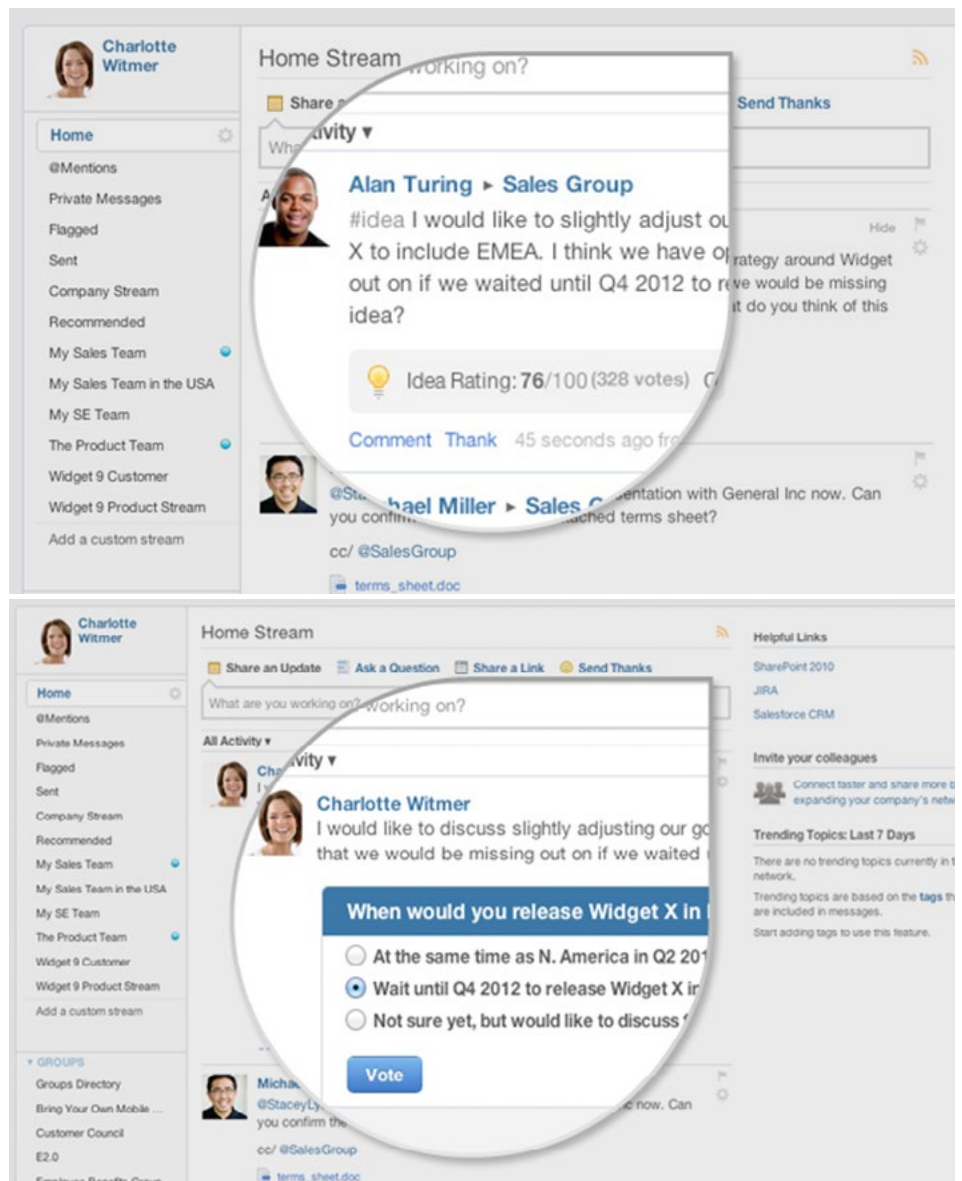 Charlotte
Witmer
Home
@Mentions
Private Messages
Flagged
Sent
Company Stream
Recommended
My Sales Team
My Sales Team in the USA
My SE Team
The Product Team
Widget 9 Customer
Widget 9 Product Stream
Add a custom stream
Home Stream
working on?
Share
Send Thanks
ivity ▾
Alan Turing ▸ Sales Group
Hide
#idea I would like to slightly adjust
rategy around Widget
X to include EMEA. I think we have
we would be missing
out on if we waited until Q4 2012 to
do you think of this
idea?
Idea Rating: 76/100 (328 votes)
Comment Thank 45 seconds ago
hael Miller ▸ Sales
entation with General Inc now. Can
you confirm
ached terms sheet?
cc/ @SalesGroup
terms_sheet.doc
Charlotte
Witmer
Home
@Mentions
Private Messages
Flagged
Sent
Company Stream
Recommended
My Sales Team
My Sales Team in the USA
My SE Team
The Product Team
Widget 9 Customer
Widget 9 Product Stream
Add a custom stream
▾ GROUPS
Groups Directory
Bring Your Own Mobile ...
Customer Council
E2.0
Employee Benefits Group
Home Stream
Share an Update Ask a Question Share a Link Send Thanks
What are you working on? working on?
All Activity ▾
ivity ▾
Charlotte Witmer
I would like to discuss slightly adjusting our
that we would be missing out on if we waited
When would you release Widget X in
At the same time as N. America in Q2
Wait until Q4 2012 to release Widget X
Not sure yet, but would like to discuss
Vote
Micha
@StaceyLy
now. Can
you confirm the
cc/ @SalesGroup
terms_sheet.doc
Helpful Links
SharePoint 2010
JIRA
Salesforce CRM
Invite your colleagues
Connect faster and share more
expanding your company's
Trending Topics: Last 7 Days
There are no trending topics currently in
network.
Trending topics are based on the tags
are included in messages.
Start adding tags to use this feature.